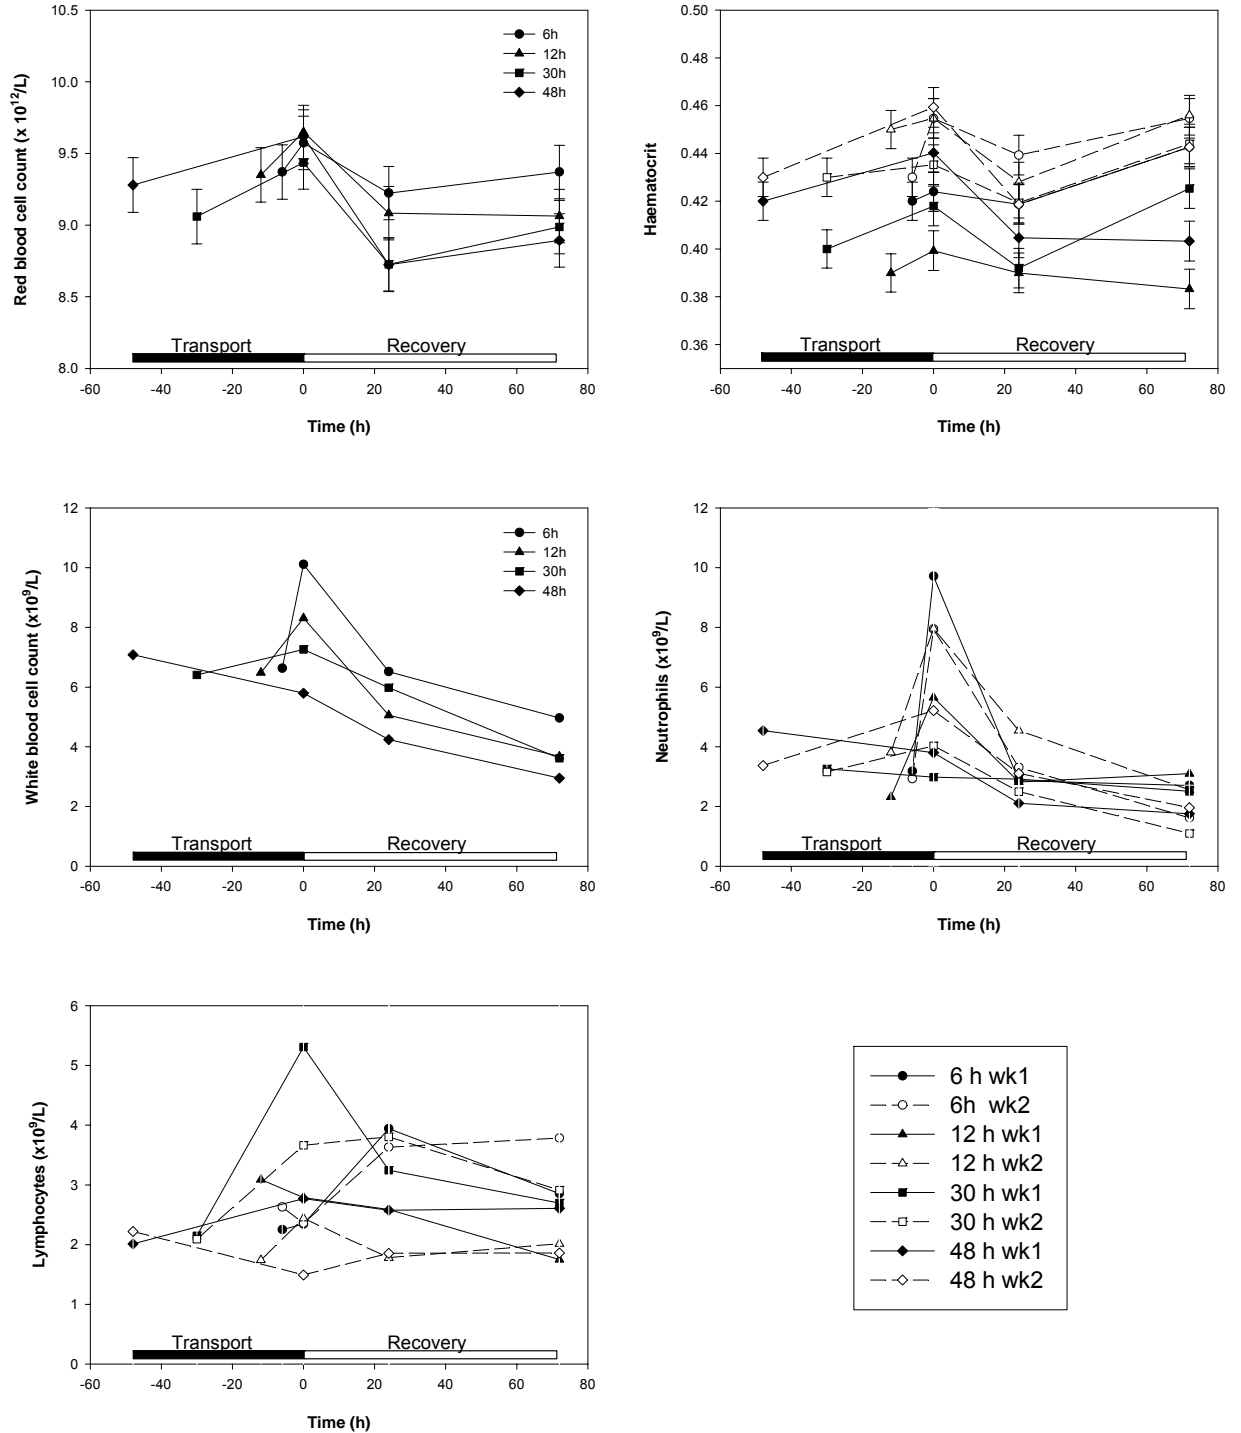 Red blood cell count (x 10¹²/L)
10.5
10.0
9.5
9.0
8.5
8.0
6h
12h
30h
48h
Transport Recovery
-60 -40 -20 0 20 40 60 80
Time (h)
Haematocrit
0.50
0.48
0.46
0.44
0.42
0.40
0.38
0.36
Transport Recovery
-60 -40 -20 0 20 40 60 80
Time (h)
White blood cell count (x10⁹/L)
12
10
8
6
4
2
0
6h
12h
30h
48h
Transport Recovery
-60 -40 -20 0 20 40 60 80
Time (h)
Neutrophils (x10⁹/L)
12
10
8
6
4
2
0
Transport Recovery
-60 -40 -20 0 20 40 60 80
Time (h)
Lymphocytes (x10⁹/L)
6
5
4
3
2
1
0
Transport Recovery
-60 -40 -20 0 20 40 60 80
Time (h)
6 h wk1
6h wk2
12 h wk1
12 h wk2
30 h wk1
30 h wk2
48 h wk1
48 h wk2